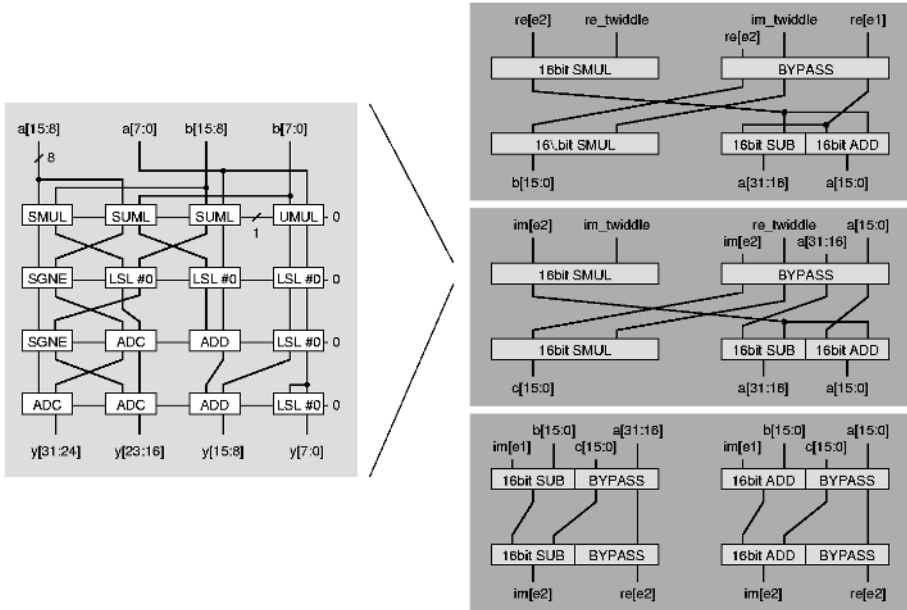 a[15:8] a[7:0] b[15:8] b[7:0]
8
SMUL SUML SUML UMUL 0
1
SGNE LSL #0 LSL #0 LSL #0 0
SGNE ADC ADD LSL #0 0
ADC ADC ADD LSL #0 0
y[31:24] y[23:16] y[15:8] y[7:0]
re[e2] re_twiddle im_twiddle re[e1]
re[e2]
16bit SMUL BYPASS
16\.bit SMUL 16bit SUB 16bit ADD
b[15:0] a[31:16] a[15:0]
im[e2] im_twiddle re_twiddle a[15:0]
im[e2] a[31:16]
16bit SMUL BYPASS
16bit SMUL 16bit SUB 16bit ADD
c[15:0] a[31:16] a[15:0]
b[15:0] a[31:16] b[15:0] a[15:0]
im[e1] c[15:0] im[e1] c[15:0]
16bit SUB BYPASS 16bit ADD BYPASS
16bit SUB BYPASS 16bit ADD BYPASS
im[e2] re[e2] im[e2] re[e2]